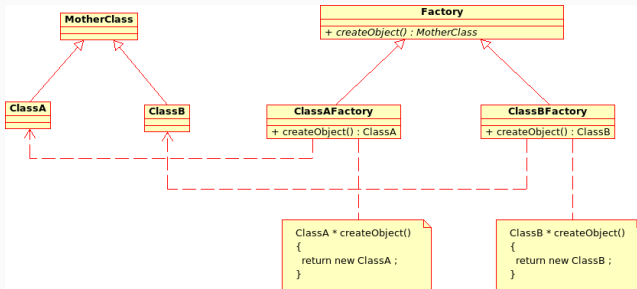 MotherClass
Factory
+ createObject() : MotherClass
ClassA
ClassB
ClassAFactory
+ createObject() : ClassA
ClassBFactory
+ createObject() : ClassB
ClassA * createObject()
{
return new ClassA ;
}
ClassB * createObject()
{
return new ClassB ;
}